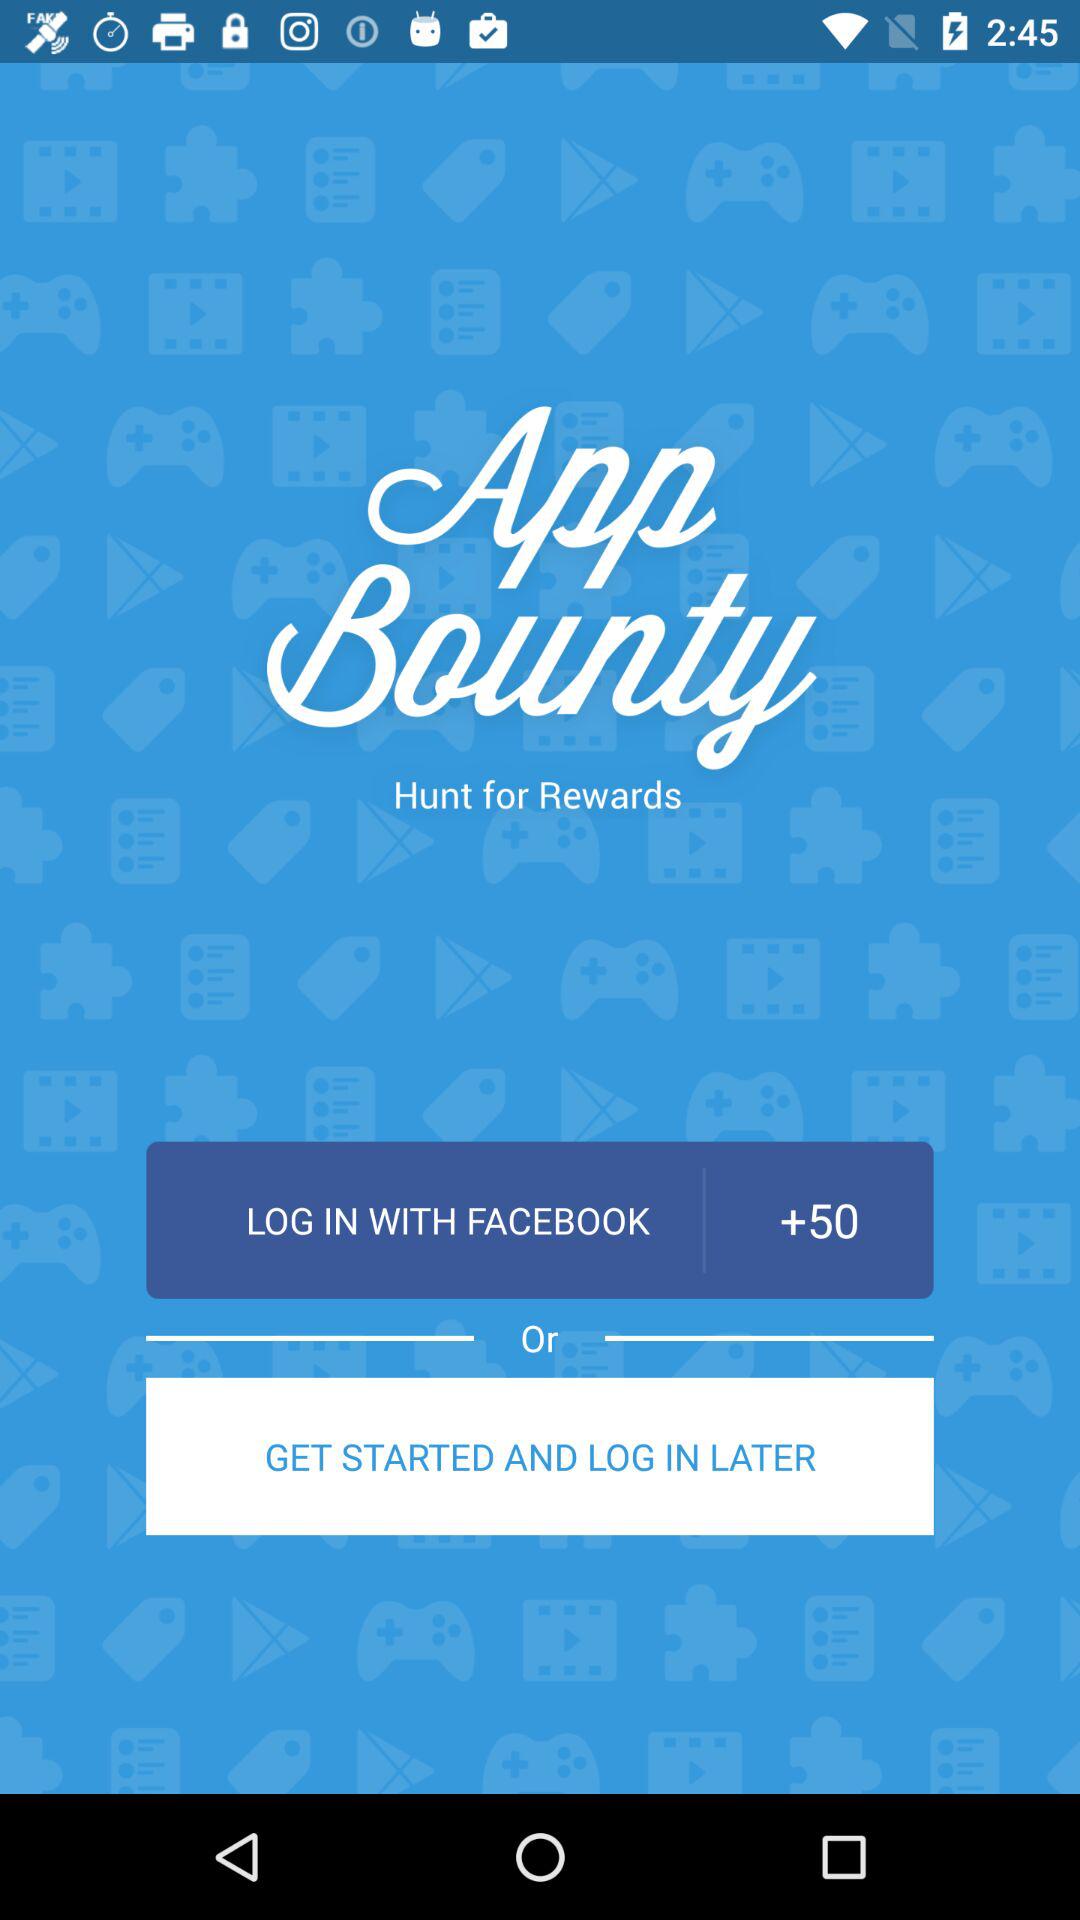 FAKE
2:45
App
Bounty
Hunt for Rewards
LOG IN WITH FACEBOOK +50
Or
GET STARTED AND LOG IN LATER